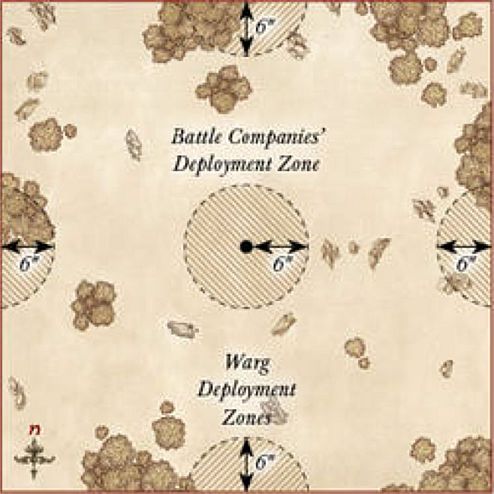 6"
Battle Companies'
Deployment Zone
6"
6"
6"
Warg
Deployment
Zones
n
6"